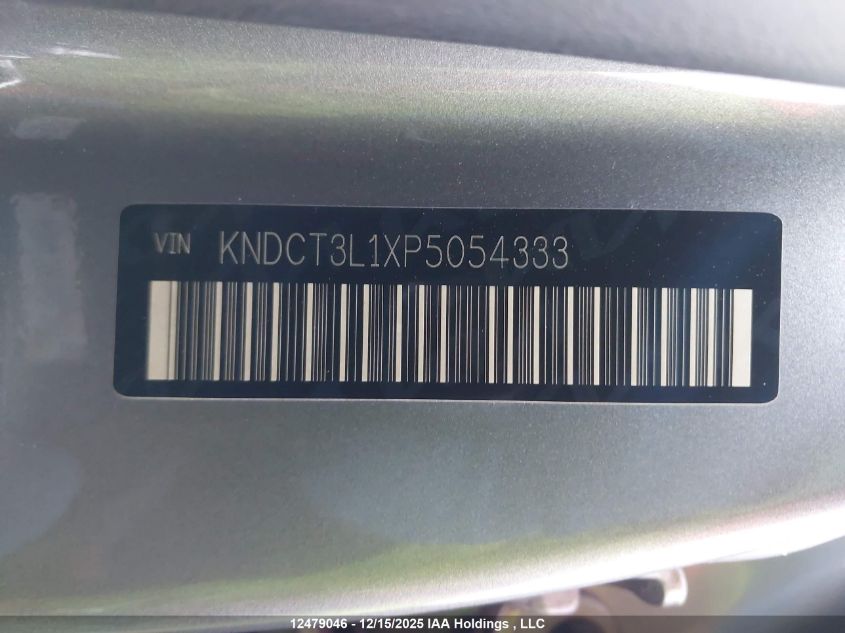 VIN KNDCT3L1XP5054333
12479046 - 12/15/2025 IAA Holdings , LLC